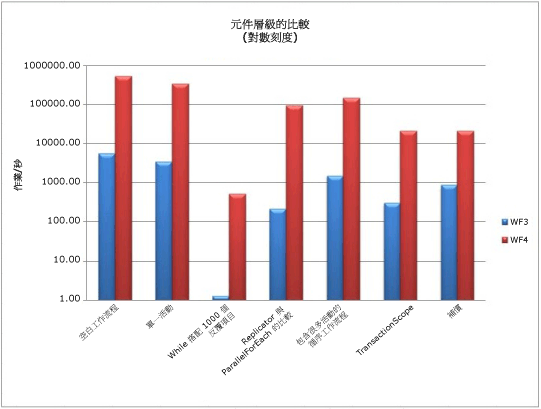 元件層級的比較
(對數刻度)
1000000.00
100000.00
10000.00
1000.00
100.00
10.00
1.00
作業/秒
空白工作流程
單一活動
While 搭配 1000 個
反覆項目
Replicator 與
ParallelForEach 的比較
包含很多活動的
循序工作流程
TransactionScope
補償
WF3
WF4